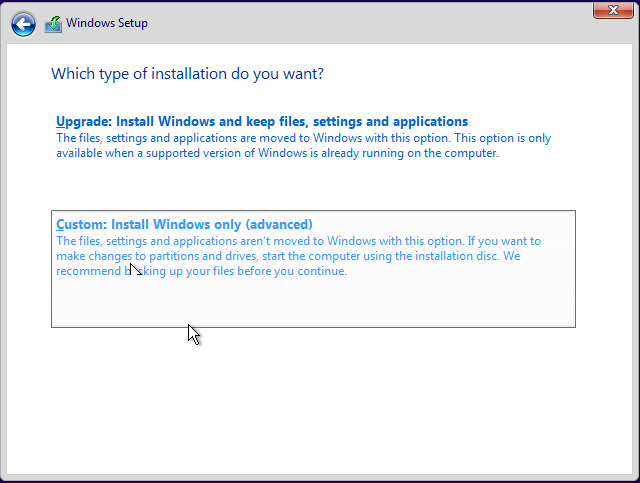 Windows Setup
Which type of installation do you want?
Upgrade: Install Windows and keep files, settings and applications
The files, settings and applications are moved to Windows with this option. This option is only
available when a supported version of Windows is already running on the computer.
Custom: Install Windows only (advanced)
The files, settings and applications aren't moved to Windows with this option. If you want to
make changes to partitions and drives, start the computer using the installation disc. We
recommend backing up your files before you continue.